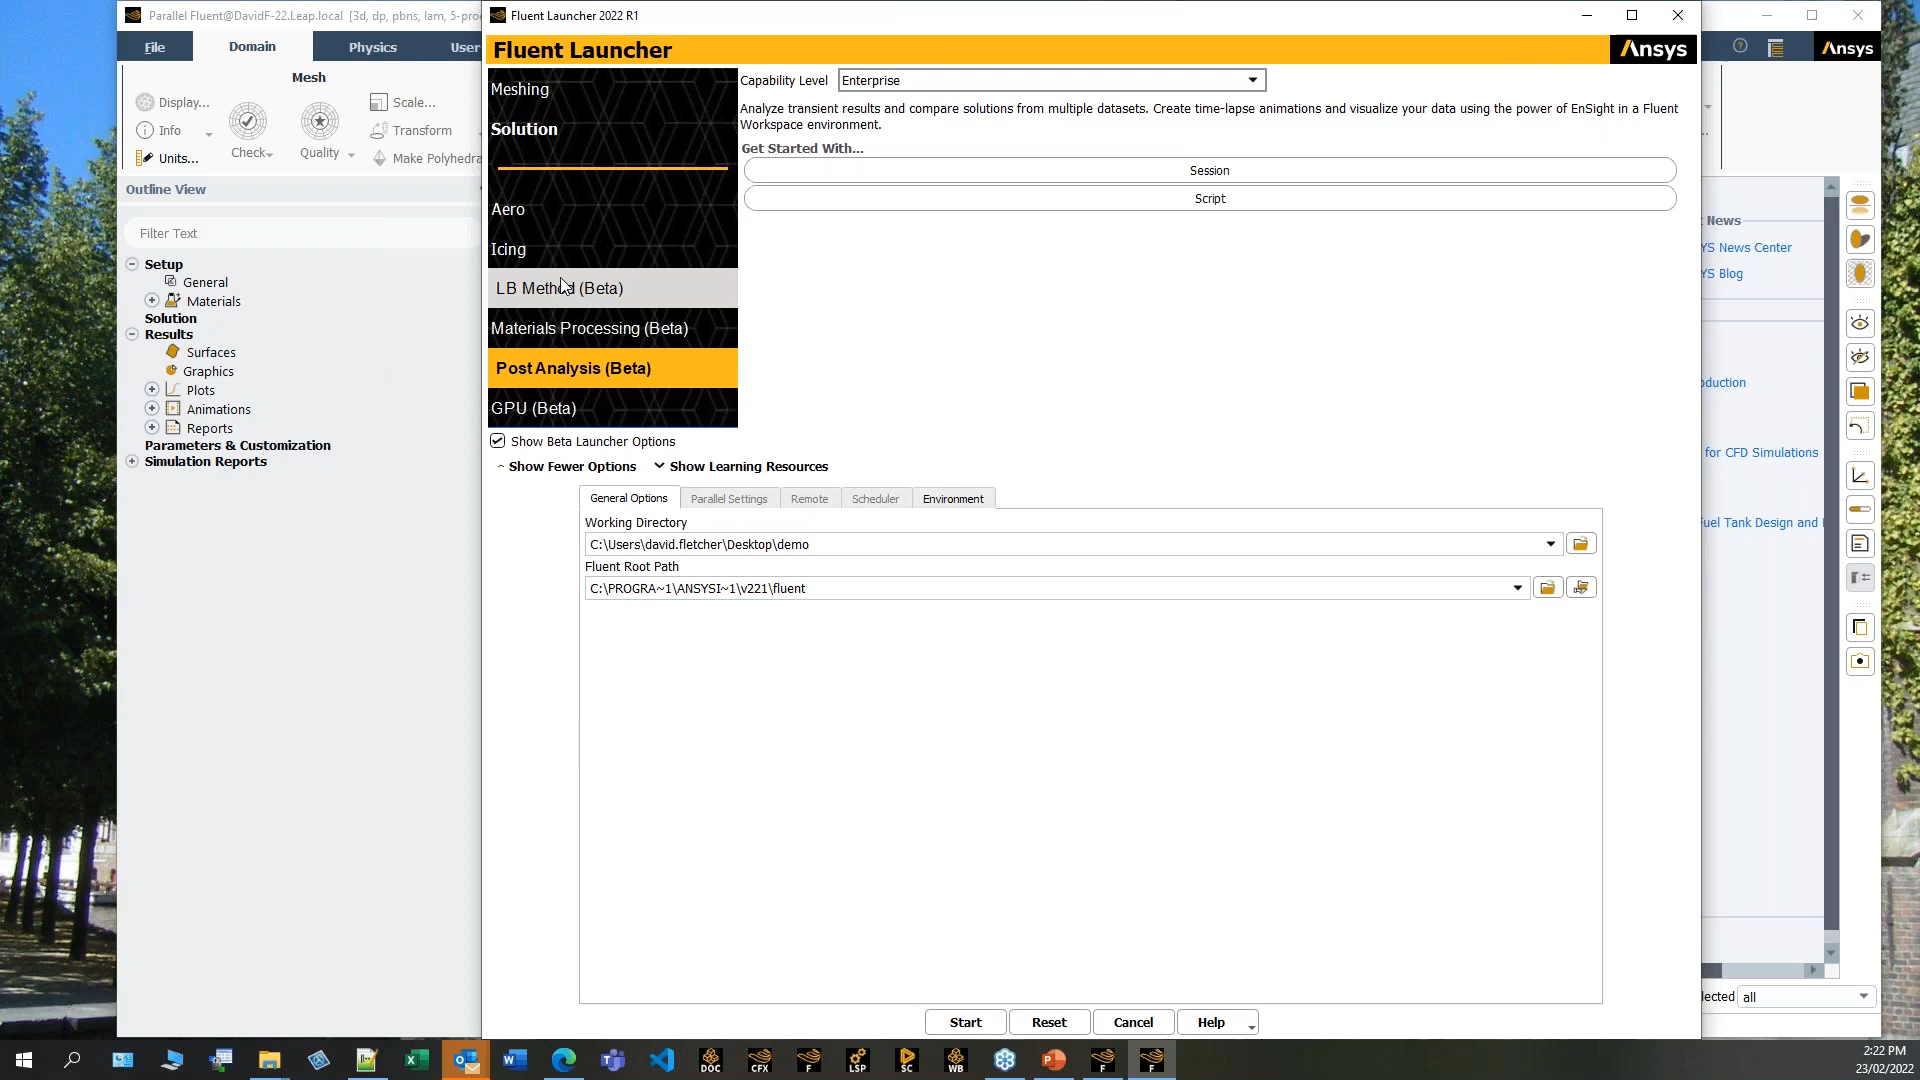 Parallel Fluent@DavidF-22.Leap.local [3d, dp, pbns, lam, 5-pro
Fluent Launcher 2022 R1
File
Domain
Physics
User
Fluent Launcher
Ansys
Ansys
Mesh
Display...
Info
Units...
Check
Quality
Scale...
Transform
Make Polyhedra
Outline View
Filter Text
Setup
General
Materials
Solution
Results
Surfaces
Graphics
Plots
Animations
Reports
Parameters & Customization
Simulation Reports
Meshing
Solution
Aero
Icing
LB Method (Beta)
Materials Processing (Beta)
Post Analysis (Beta)
GPU (Beta)
Capability Level
Enterprise
Analyze transient results and compare solutions from multiple datasets. Create time-lapse animations and visualize your data using the power of EnSight in a Fluent
Workspace environment.
Get Started With...
Session
Script
Show Beta Launcher Options
Show Fewer Options
Show Learning Resources
General Options
Parallel Settings
Remote
Scheduler
Environment
Working Directory
C:\Users\david.fletcher\Desktop\demo
Fluent Root Path
C:\PROGRA~1\ANSYSI~1\v221\fluent
Start
Reset
Cancel
Help
News
YS News Center
YS Blog
oduction
for CFD Simulations
Fuel Tank Design and
lected
all
DOC
CFX
F
LSP
SC
WB
F
F
2:22 PM
23/02/2022